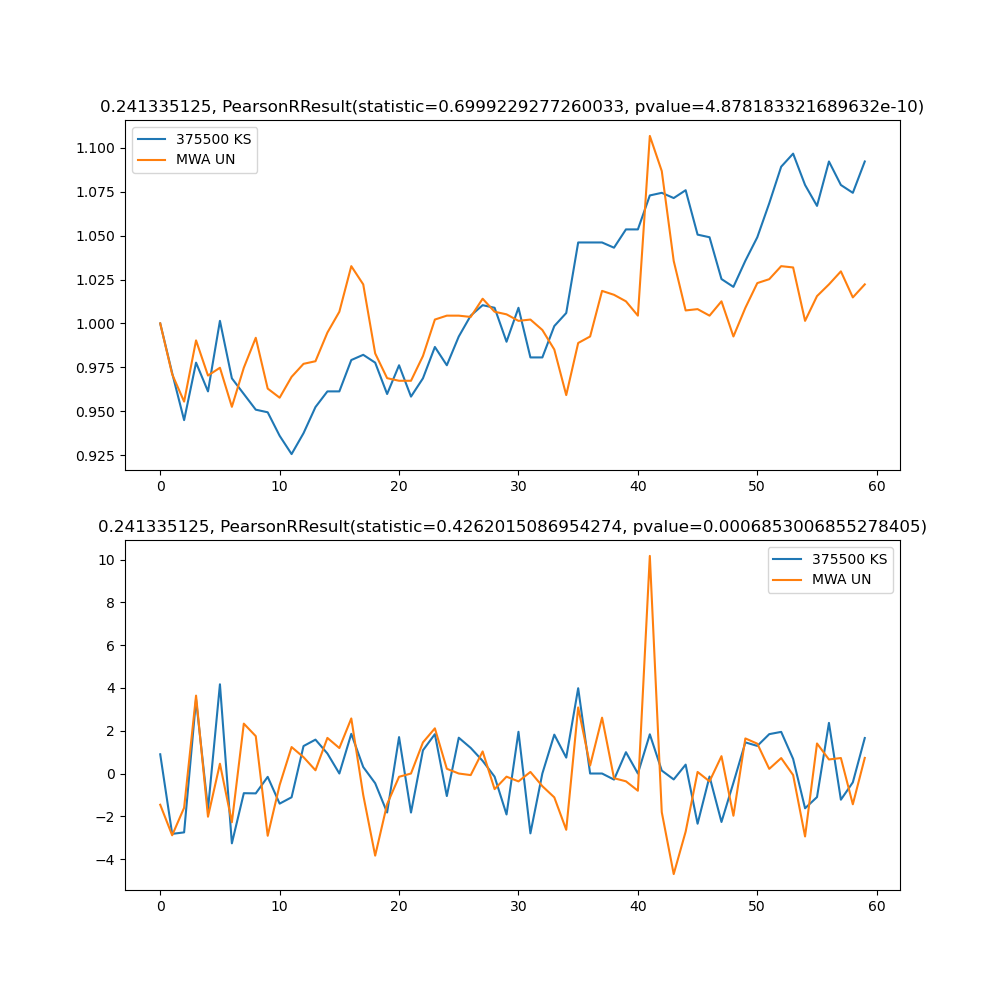 0.241335125, PearsonRResult(statistic=0.6999229277260033, pvalue=4.878183321689632e-10)
375500 KS
MWA UN
1.100
1.075
1.050
1.025
1.000
0.975
0.950
0.925
0 10 20 30 40 50 60
0.241335125, PearsonRResult(statistic=0.4262015086954274, pvalue=0.0006853006855278405)
375500 KS
MWA UN
10
8
6
4
2
0
−2
−4
0 10 20 30 40 50 60